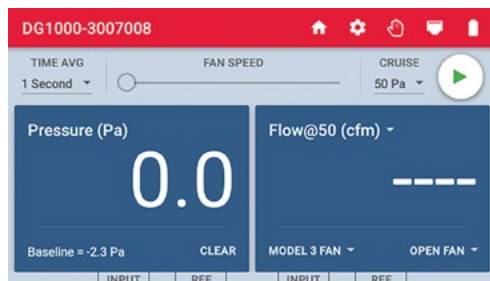 DG1000-3007008
TIME AVG FAN SPEED CRUISE
1 Second 50 Pa
Pressure (Pa) Flow@50 (cfm)
0.0 ----
Baseline = -2.3 Pa CLEAR MODEL 3 FAN OPEN FAN
INPUT REF INPUT REF